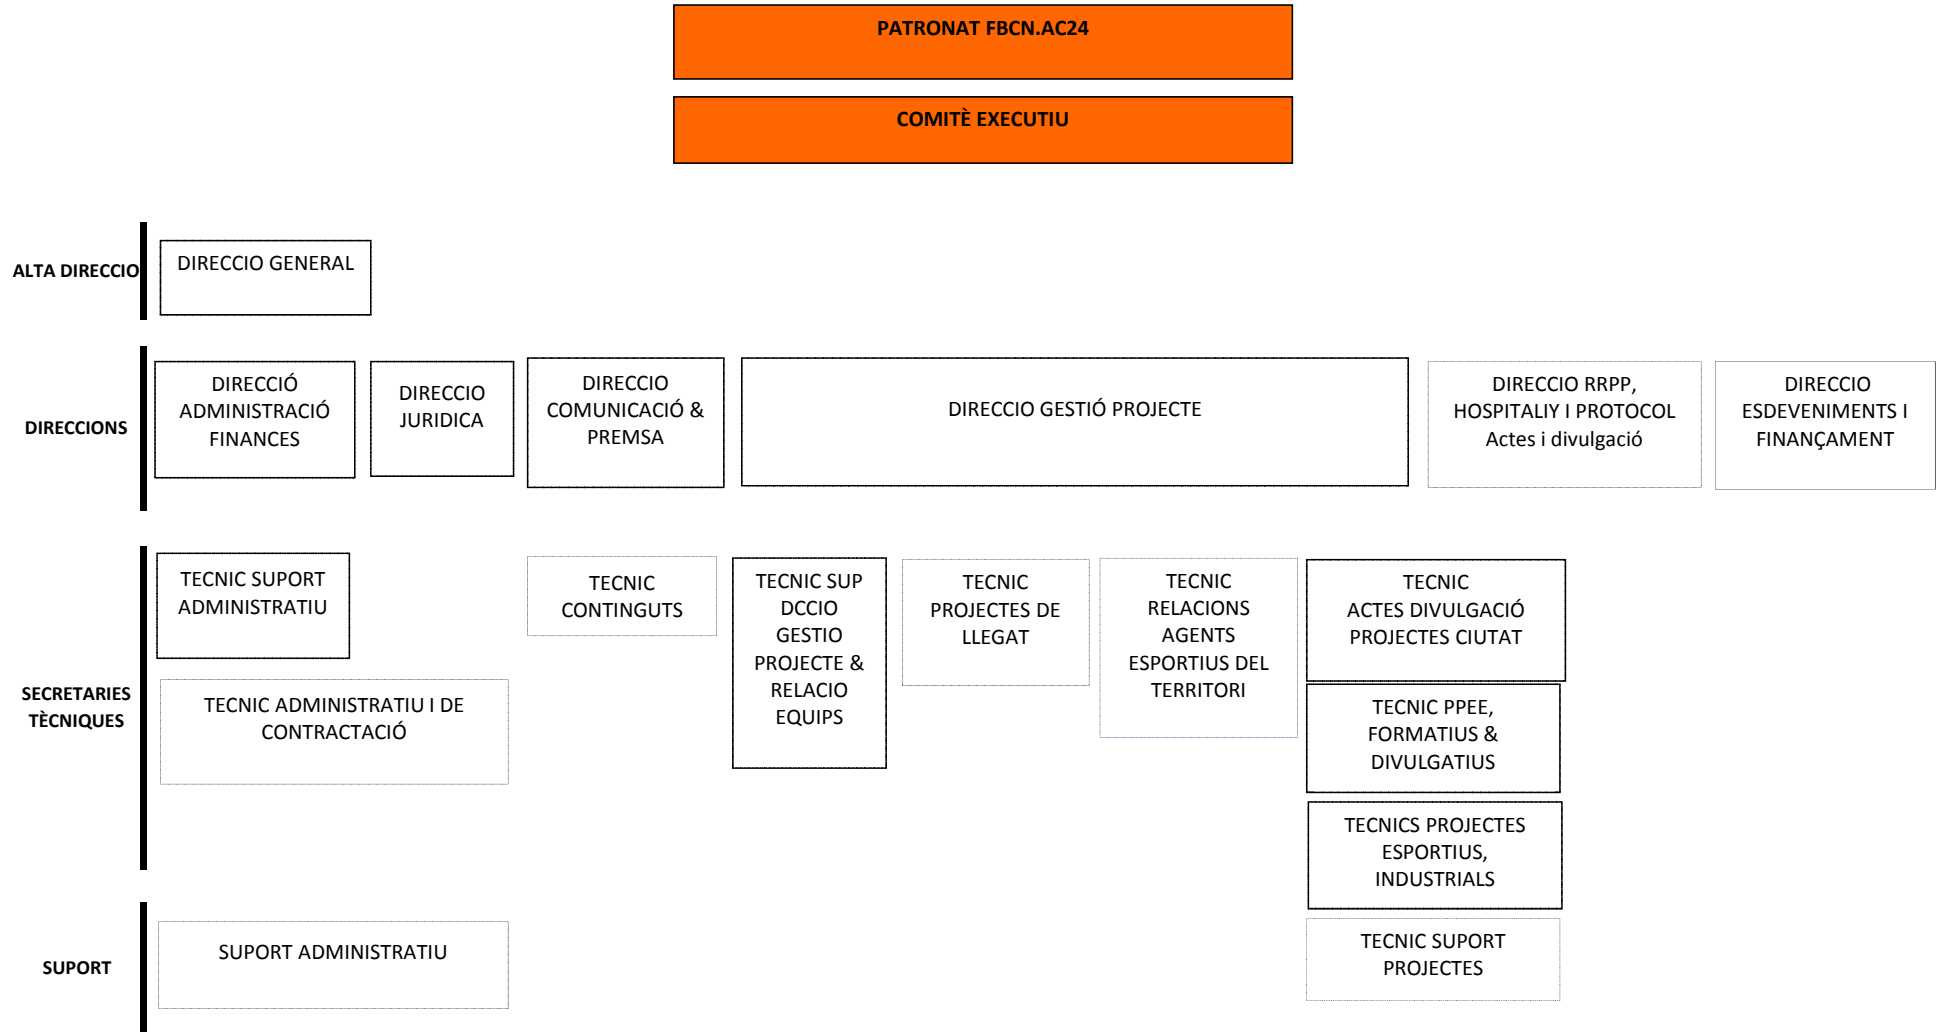 PATRONAT FBCN.AC24
COMITÈ EXECUTIU
ALTA DIRECCIO
DIRECCIO GENERAL
DIRECCIONS
DIRECCIÓ
ADMINISTRACIÓ
FINANCES
DIRECCIO
JURIDICA
DIRECCIO
COMUNICACIÓ &
PREMSA
DIRECCIO GESTIÓ PROJECTE
DIRECCIO RRPP,
HOSPITALIY I PROTOCOL
Actes i divulgació
DIRECCIO
ESDEVENIMENTS I
FINANÇAMENT
SECRETARIES
TÈCNIQUES
TECNIC SUPORT
ADMINISTRATIU
TECNIC ADMINISTRATIU I DE
CONTRACTACIÓ
TECNIC
CONTINGUTS
TECNIC SUP
DCCIO
GESTIO
PROJECTE &
RELACIO
EQUIPS
TECNIC
PROJECTES DE
LLEGAT
TECNIC
RELACIONS
AGENTS
ESPORTIUS DEL
TERRITORI
TECNIC
ACTES DIVULGACIÓ
PROJECTES CIUTAT
TECNIC PPEE,
FORMATIUS &
DIVULGATIUS
TECNICS PROJECTES
ESPORTIUS,
INDUSTRIALS
SUPORT
SUPORT ADMINISTRATIU
TECNIC SUPORT
PROJECTES